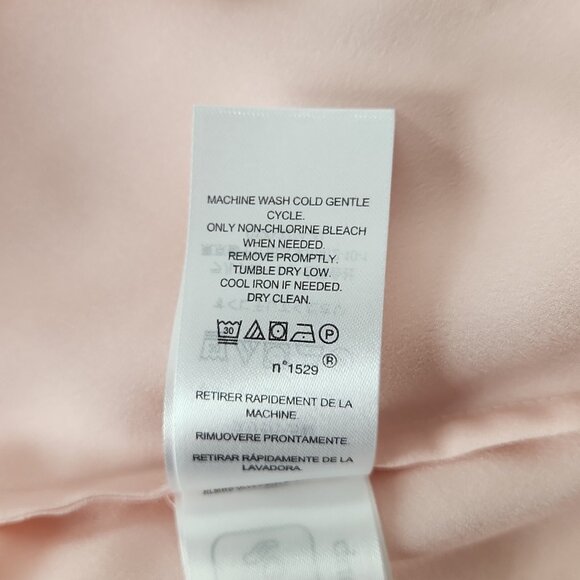 MACHINE WASH COLD GENTLE
CYCLE.
ONLY NON-CHLORINE BLEACH
WHEN NEEDED.
REMOVE PROMPTLY.
TUMBLE DRY LOW.
COOL IRON IF NEEDED.
DRY CLEAN.
30 P
n°1529 ®
RETIRER RAPIDEMENT DE LA
MACHINE.
RIMUOVERE PRONTAMENTE.
RETIRAR RÁPIDAMENTE DE LA
LAVADORA.